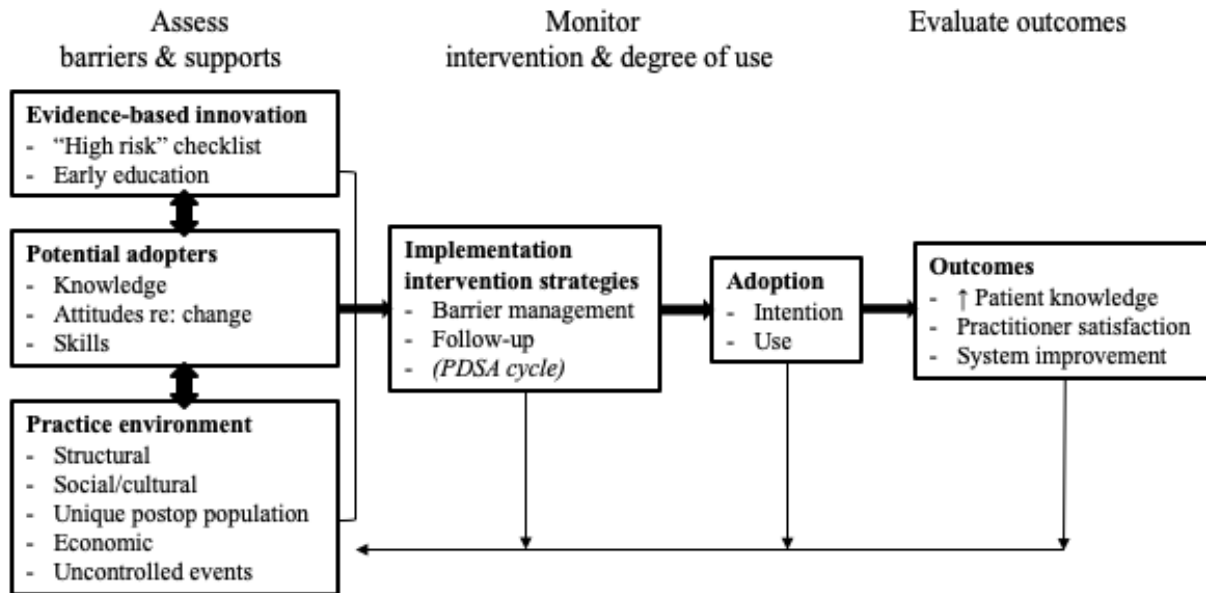 Assess
barriers & supports
Monitor
intervention & degree of use
Evaluate outcomes
Evidence-based innovation
- “High risk” checklist
- Early education
Potential adopters
- Knowledge
- Attitudes re: change
- Skills
Practice environment
- Structural
- Social/cultural
- Unique postop population
- Economic
- Uncontrolled events
Implementation
intervention strategies
- Barrier management
- Follow-up
- (PDSA cycle)
Adoption
- Intention
- Use
Outcomes
- ↑ Patient knowledge
- Practitioner satisfaction
- System improvement